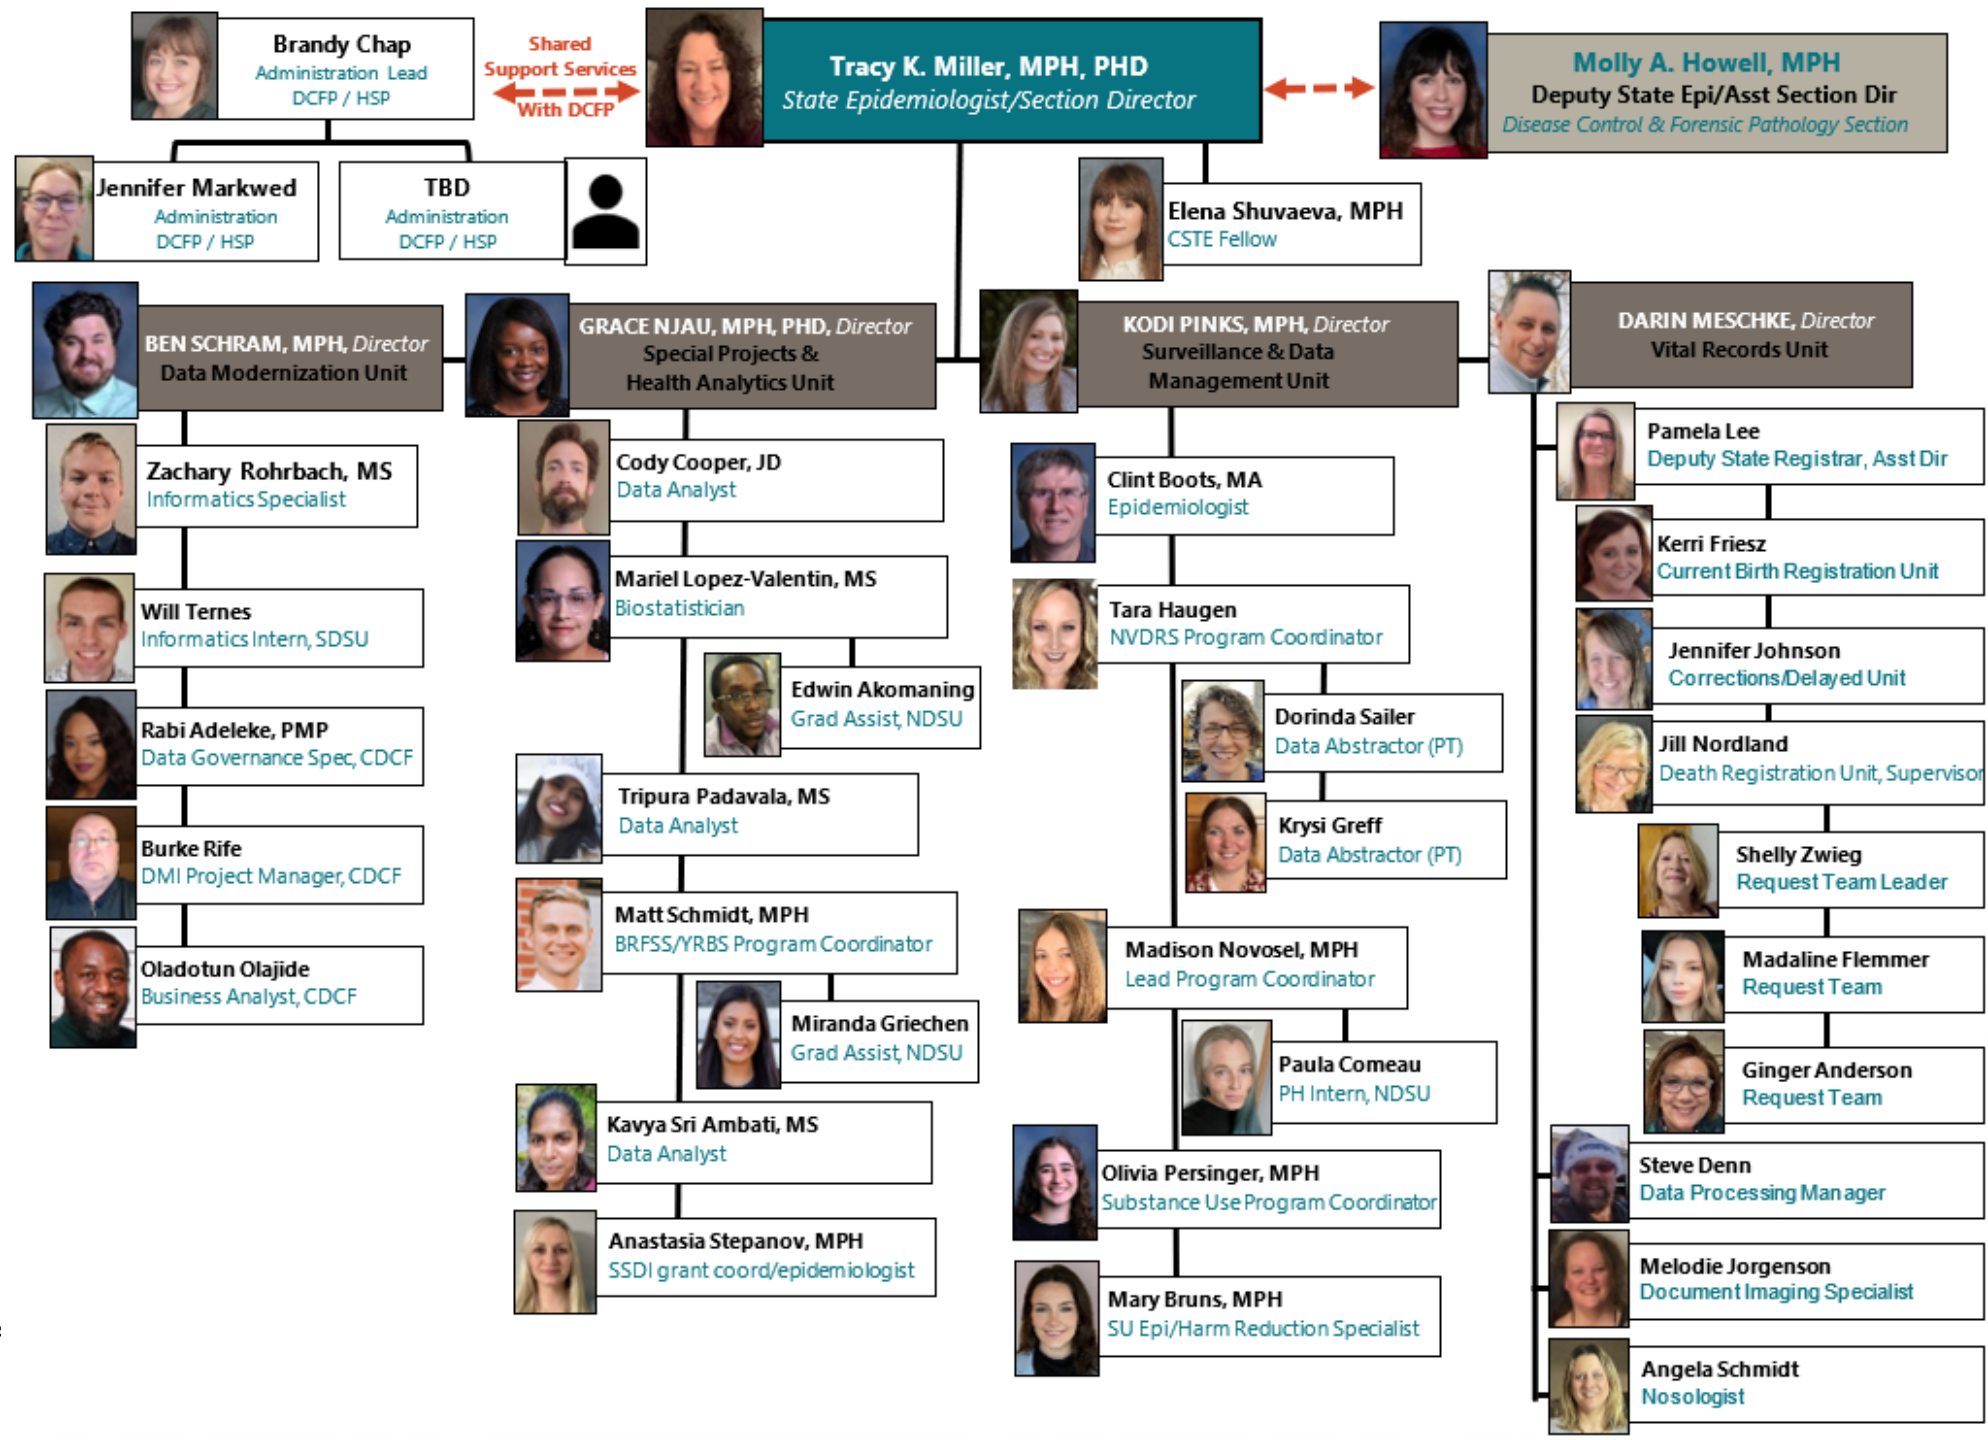 Brandy Chap
Administration Lead
DCFP / HSP
Shared
Support Services
With DCFP
Tracy K. Miller, MPH, PHD
State Epidemiologist/Section Director
Molly A. Howell, MPH
Deputy State Epi/Asst Section Dir
Disease Control & Forensic Pathology Section
Jennifer Markwed
Administration
DCFP / HSP
TBD
Administration
DCFP / HSP
Elena Shuvaeva, MPH
CSTE Fellow
BEN SCHRAM, MPH, Director
Data Modernization Unit
GRACE NJAU, MPH, PHD, Director
Special Projects &
Health Analytics Unit
KODI PINKS, MPH, Director
Surveillance & Data
Management Unit
DARIN MESCHKE, Director
Vital Records Unit
Zachary Rohrbach, MS
Informatics Specialist
Will Ternes
Informatics Intern, SDSU
Rabi Adeleke, PMP
Data Governance Spec, CDCF
Burke Rife
DMI Project Manager, CDCF
Oladotun Olajide
Business Analyst, CDCF
Cody Cooper, JD
Data Analyst
Mariel Lopez-Valentin, MS
Biostatistician
Edwin Akomaning
Grad Assist, NDSU
Tripura Padavala, MS
Data Analyst
Matt Schmidt, MPH
BRFSS/YRBS Program Coordinator
Miranda Griechen
Grad Assist, NDSU
Kavya Sri Ambati, MS
Data Analyst
Anastasia Stepanov, MPH
SSDI grant coord/epidemiologist
Clint Boots, MA
Epidemiologist
Tara Haugen
NVDRS Program Coordinator
Dorinda Sailer
Data Abstractor (PT)
Krysi Greff
Data Abstractor (PT)
Madison Novosel, MPH
Lead Program Coordinator
Paula Comeau
PH Intern, NDSU
Olivia Persinger, MPH
Substance Use Program Coordinator
Mary Bruns, MPH
SU Epi/Harm Reduction Specialist
Pamela Lee
Deputy State Registrar, Asst Dir
Kerri Friesz
Current Birth Registration Unit
Jennifer Johnson
Corrections/Delayed Unit
Jill Nordland
Death Registration Unit, Supervisor
Shelly Zwieg
Request Team Leader
Madaline Flemmer
Request Team
Ginger Anderson
Request Team
Steve Denn
Data Processing Manager
Melodie Jorgenson
Document Imaging Specialist
Angela Schmidt
Nosologist